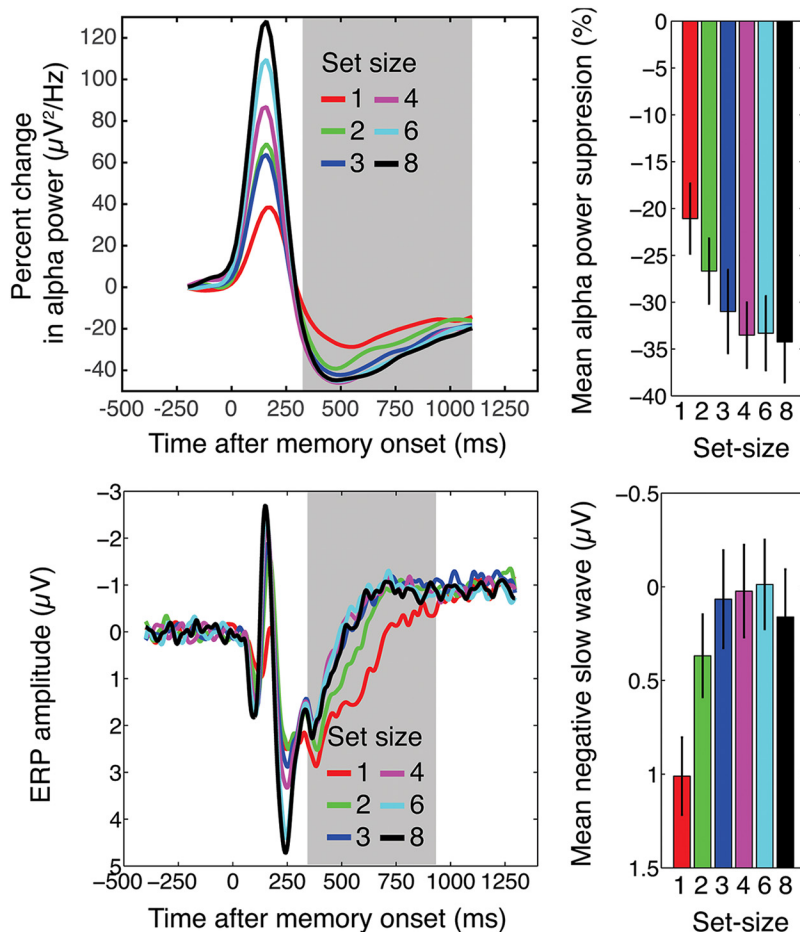 Percent change
in alpha power (µV²/Hz)
120
100
80
60
40
20
0
-20
-40
Set size
1 4
2 6
3 8
-500 -250 0 250 500 750 1000 1250
Time after memory onset (ms)
Mean alpha power suppresion (%)
0
−5
−10
−15
−20
−25
−30
−35
−40
1 2 3 4 6 8
Set-size
ERP amplitude (µV)
−3
−2
−1
0
1
2
3
4
5
Set size
1 4
2 6
3 8
−500 −250 0 250 500 750 1000 1250
Time after memory onset (ms)
Mean negative slow wave (µV)
−0.5
0
0.5
1
1.5
1 2 3 4 6 8
Set-size